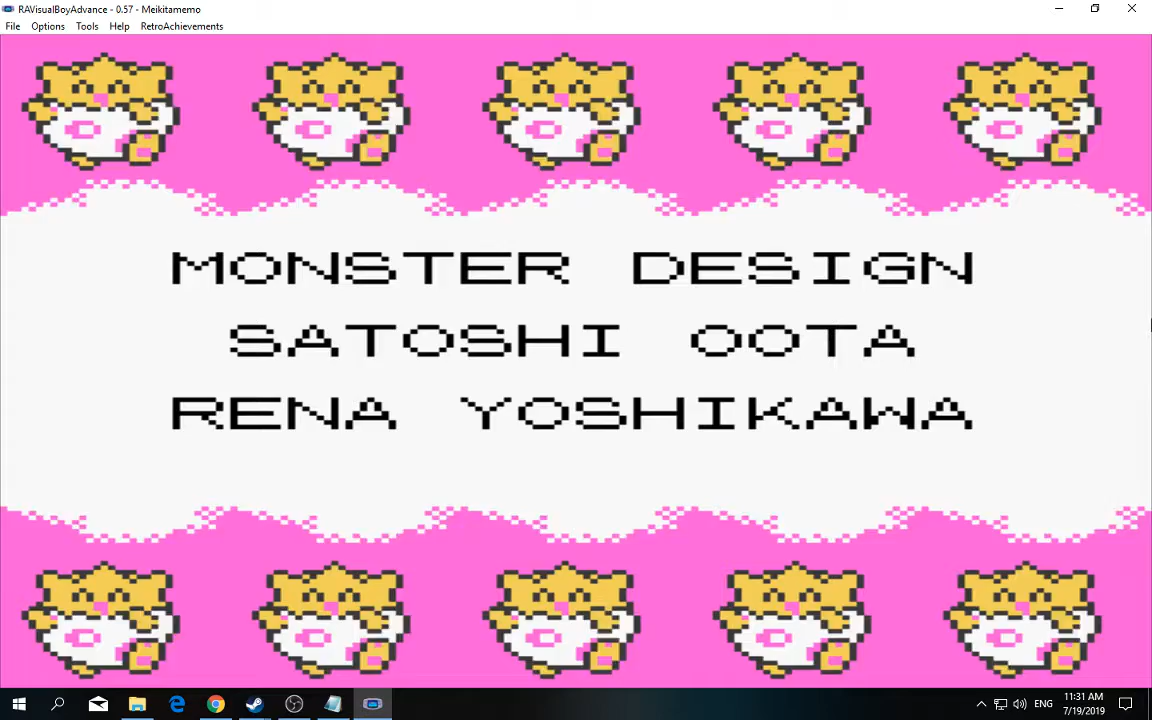 RAVisualBoyAdvance - 0.57 - Meikitamemo
File Options Tools Help RetroAchievements
MONSTER DESIGN
SATOSHI OOTA
RENA YOSHIKAWA
ENG
11:31 AM
7/19/2019